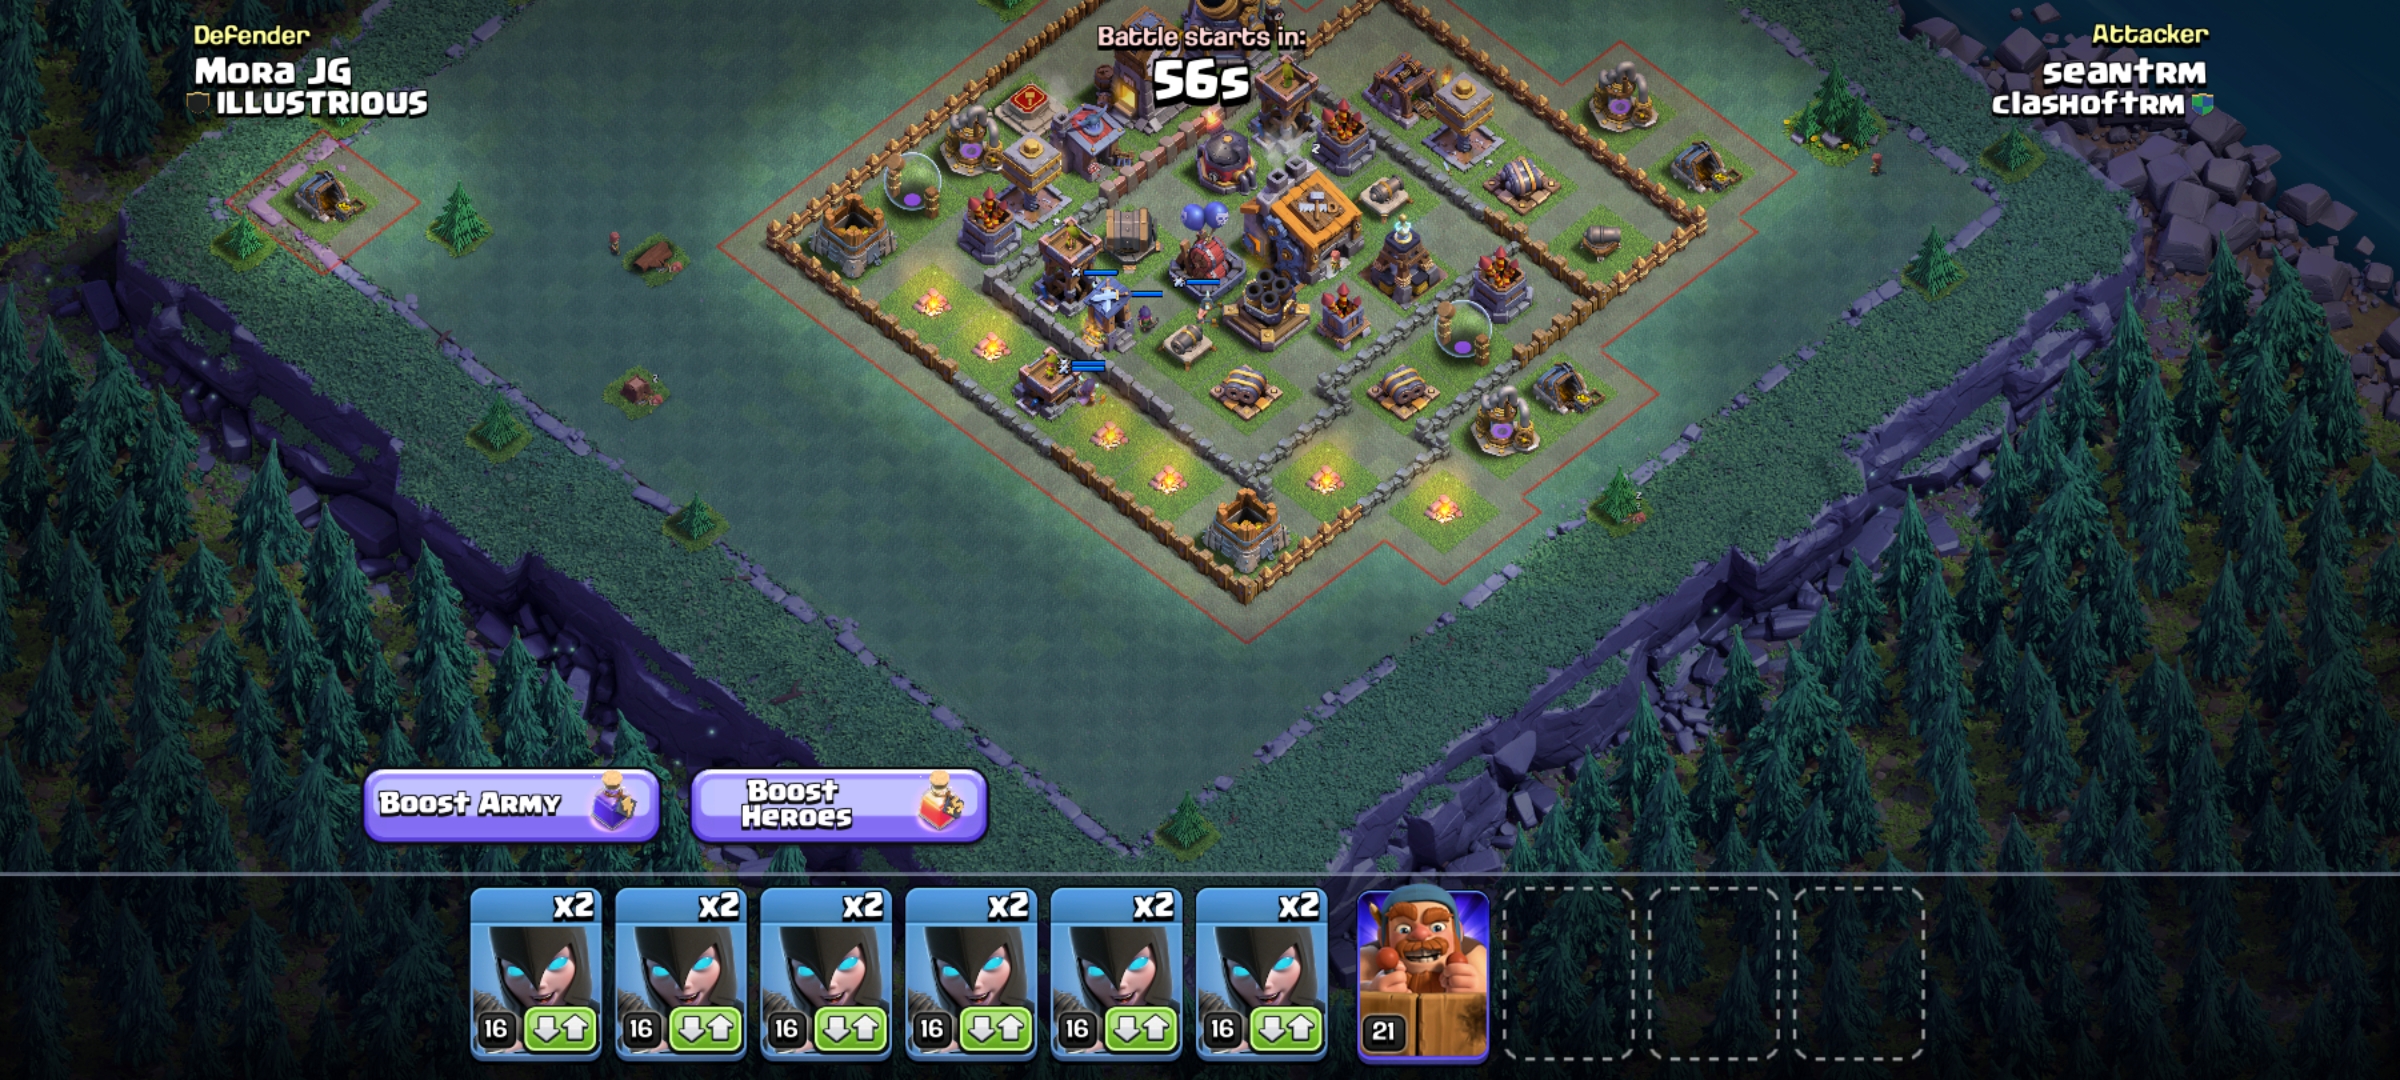 Defender
Mora JG
ILLUSTRIOUS
Battle starts in:
56s
Attacker
seantRM
clashoftRM
Boost Army
Boost
Heroes
x2
x2
x2
x2
x2
x2
16
16
16
16
16
16
21